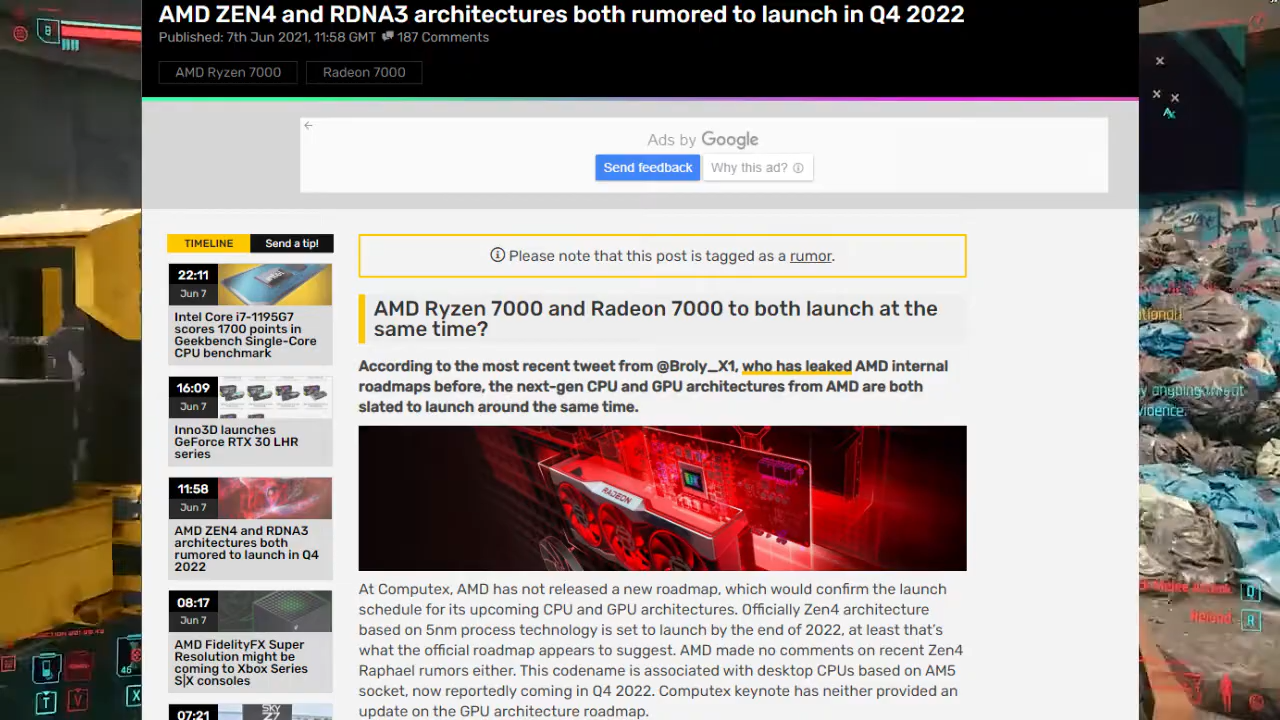 AMD ZEN4 and RDNA3 architectures both rumored to launch in Q4 2022
Published: 7th Jun 2021, 11:58 GMT 187 Comments
AMD Ryzen 7000 Radeon 7000
Ads by Google
Send feedback Why this ad?
TIMELINE Send a tip!
22:11
Jun 7
Intel Core i7-1195G7
scores 1700 points in
Geekbench Single-Core
CPU benchmark
16:09
Jun 7
Inno3D launches
GeForce RTX 30 LHR
series
11:58
Jun 7
AMD ZEN4 and RDNA3
architectures both
rumored to launch in Q4
2022
08:17
Jun 7
AMD FidelityFX Super
Resolution might be
coming to Xbox Series
S|X consoles
07:21
Please note that this post is tagged as a rumor.
AMD Ryzen 7000 and Radeon 7000 to both launch at the
same time?
According to the most recent tweet from @Broly_X1, who has leaked AMD internal
roadmaps before, the next-gen CPU and GPU architectures from AMD are both
slated to launch around the same time.
RADEON
At Computex, AMD has not released a new roadmap, which would confirm the launch
schedule for its upcoming CPU and GPU architectures. Officially Zen4 architecture
based on 5nm process technology is set to launch by the end of 2022, at least that's
what the official roadmap appears to suggest. AMD made no comments on recent Zen4
Raphael rumors either. This codename is associated with desktop CPUs based on AM5
socket, now reportedly coming in Q4 2022. Computex keynote has neither provided an
update on the GPU architecture roadmap.
8
46
T
V
X
y ongoing threat
Q
Reload
R